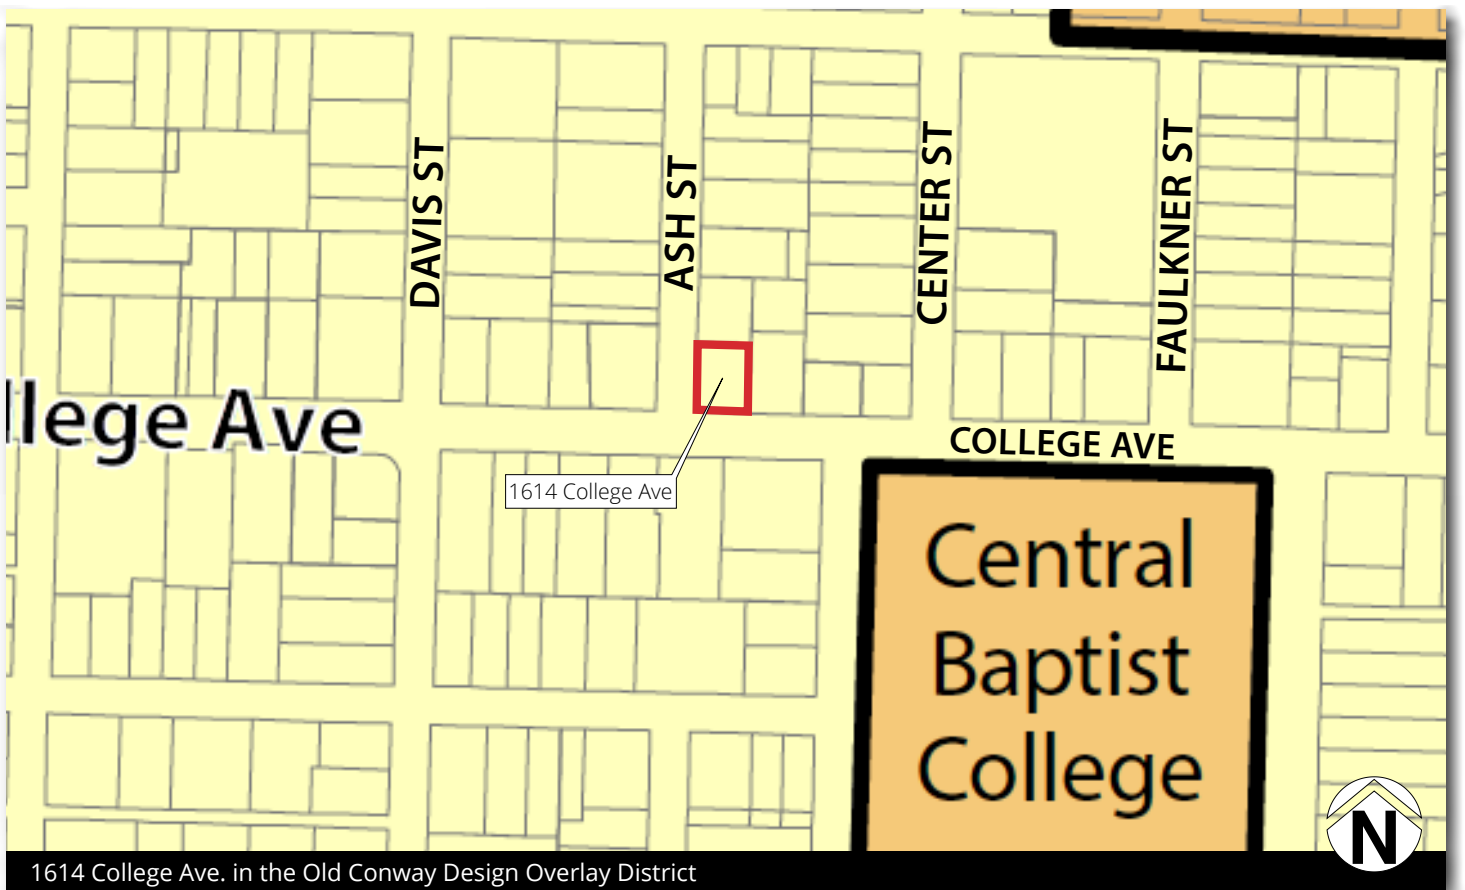 DAVIS ST
ASH ST
CENTER ST
FAULKNER ST
llege Ave
COLLEGE AVE
1614 College Ave
Central
Baptist
College
N
1614 College Ave. in the Old Conway Design Overlay District